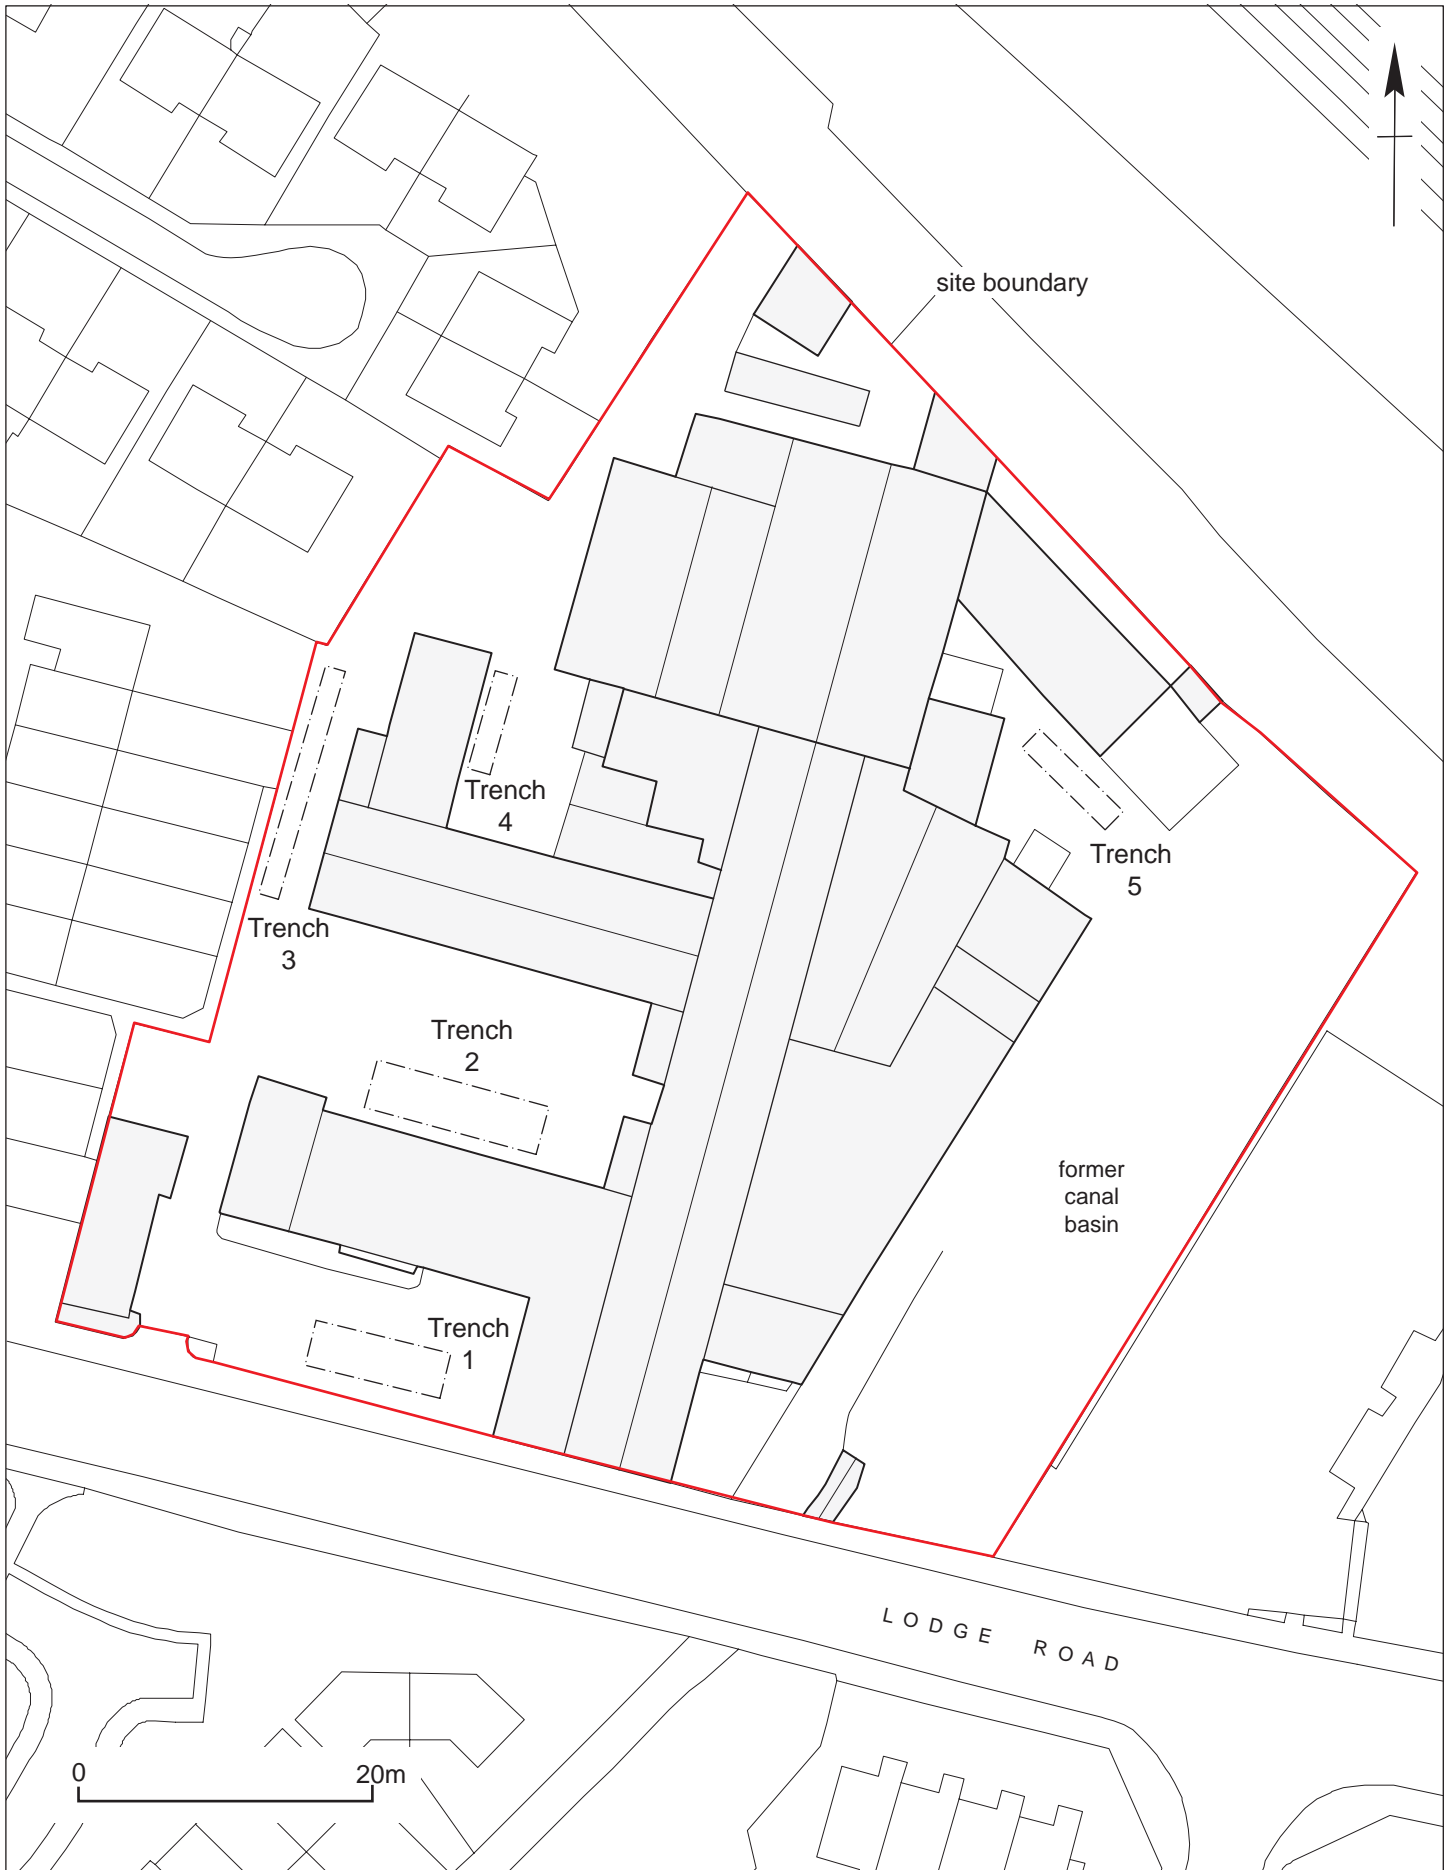 site boundary
Trench
4
Trench
5
Trench
3
Trench
2
former
canal
basin
Trench
1
LODGE ROAD
0 20m